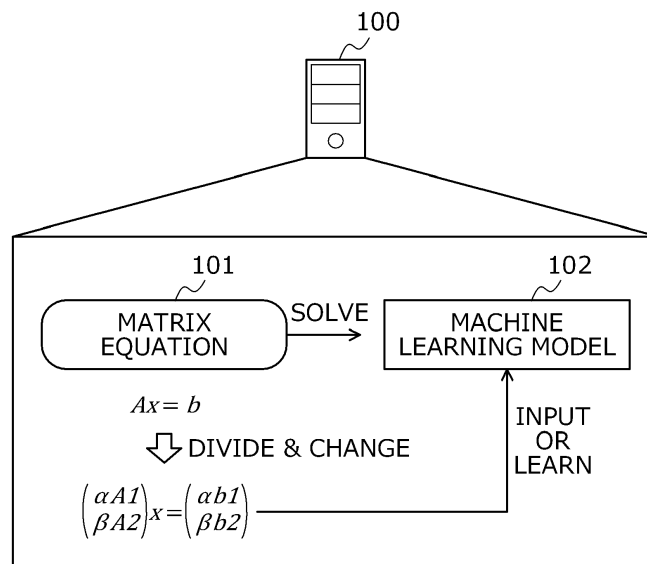 100
101
102
MATRIX
EQUATION
SOLVE
MACHINE
LEARNING MODEL
Ax = b
DIVIDE & CHANGE
INPUT
OR
LEARN
(αA1
βA2)x=(αb1
βb2)